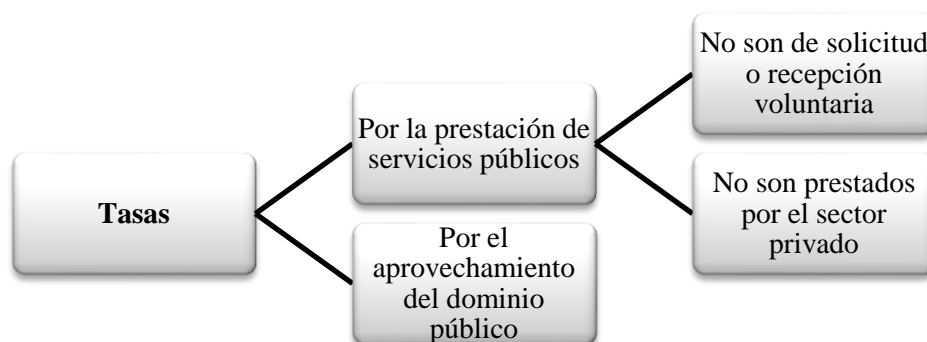 Tasas
Por la prestación de
servicios públicos
Por el
aprovechamiento
del dominio
público
No son de solicitud
o recepción
voluntaria
No son prestados
por el sector
privado